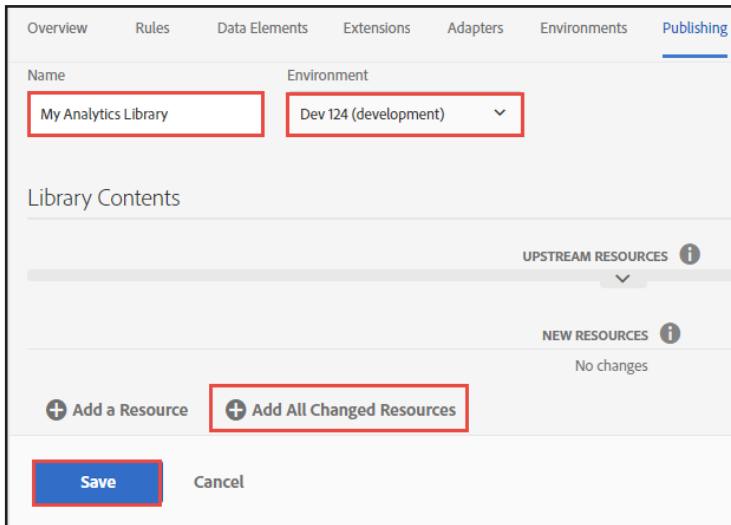 Overview Rules Data Elements Extensions Adapters Environments Publishing
Name Environment
My Analytics Library Dev 124 (development)
Library Contents
UPSTREAM RESOURCES
NEW RESOURCES
No changes
Add a Resource Add All Changed Resources
Save Cancel